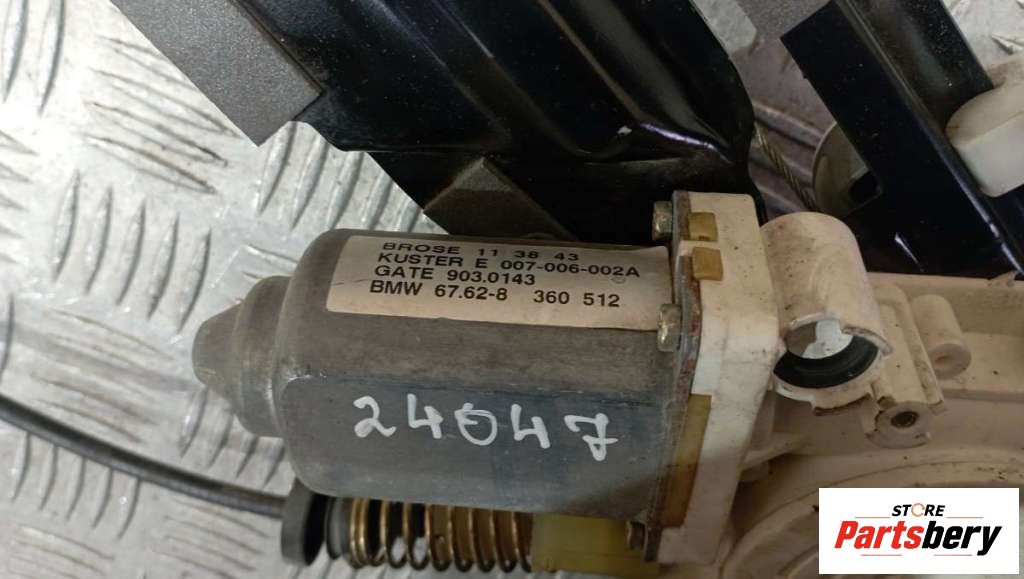 BROSE 11 38 43
KUSTER E 007-006-002A
GATE 903.0143
BMW 67.62-8 360 512
24047
STORE
Partsbery